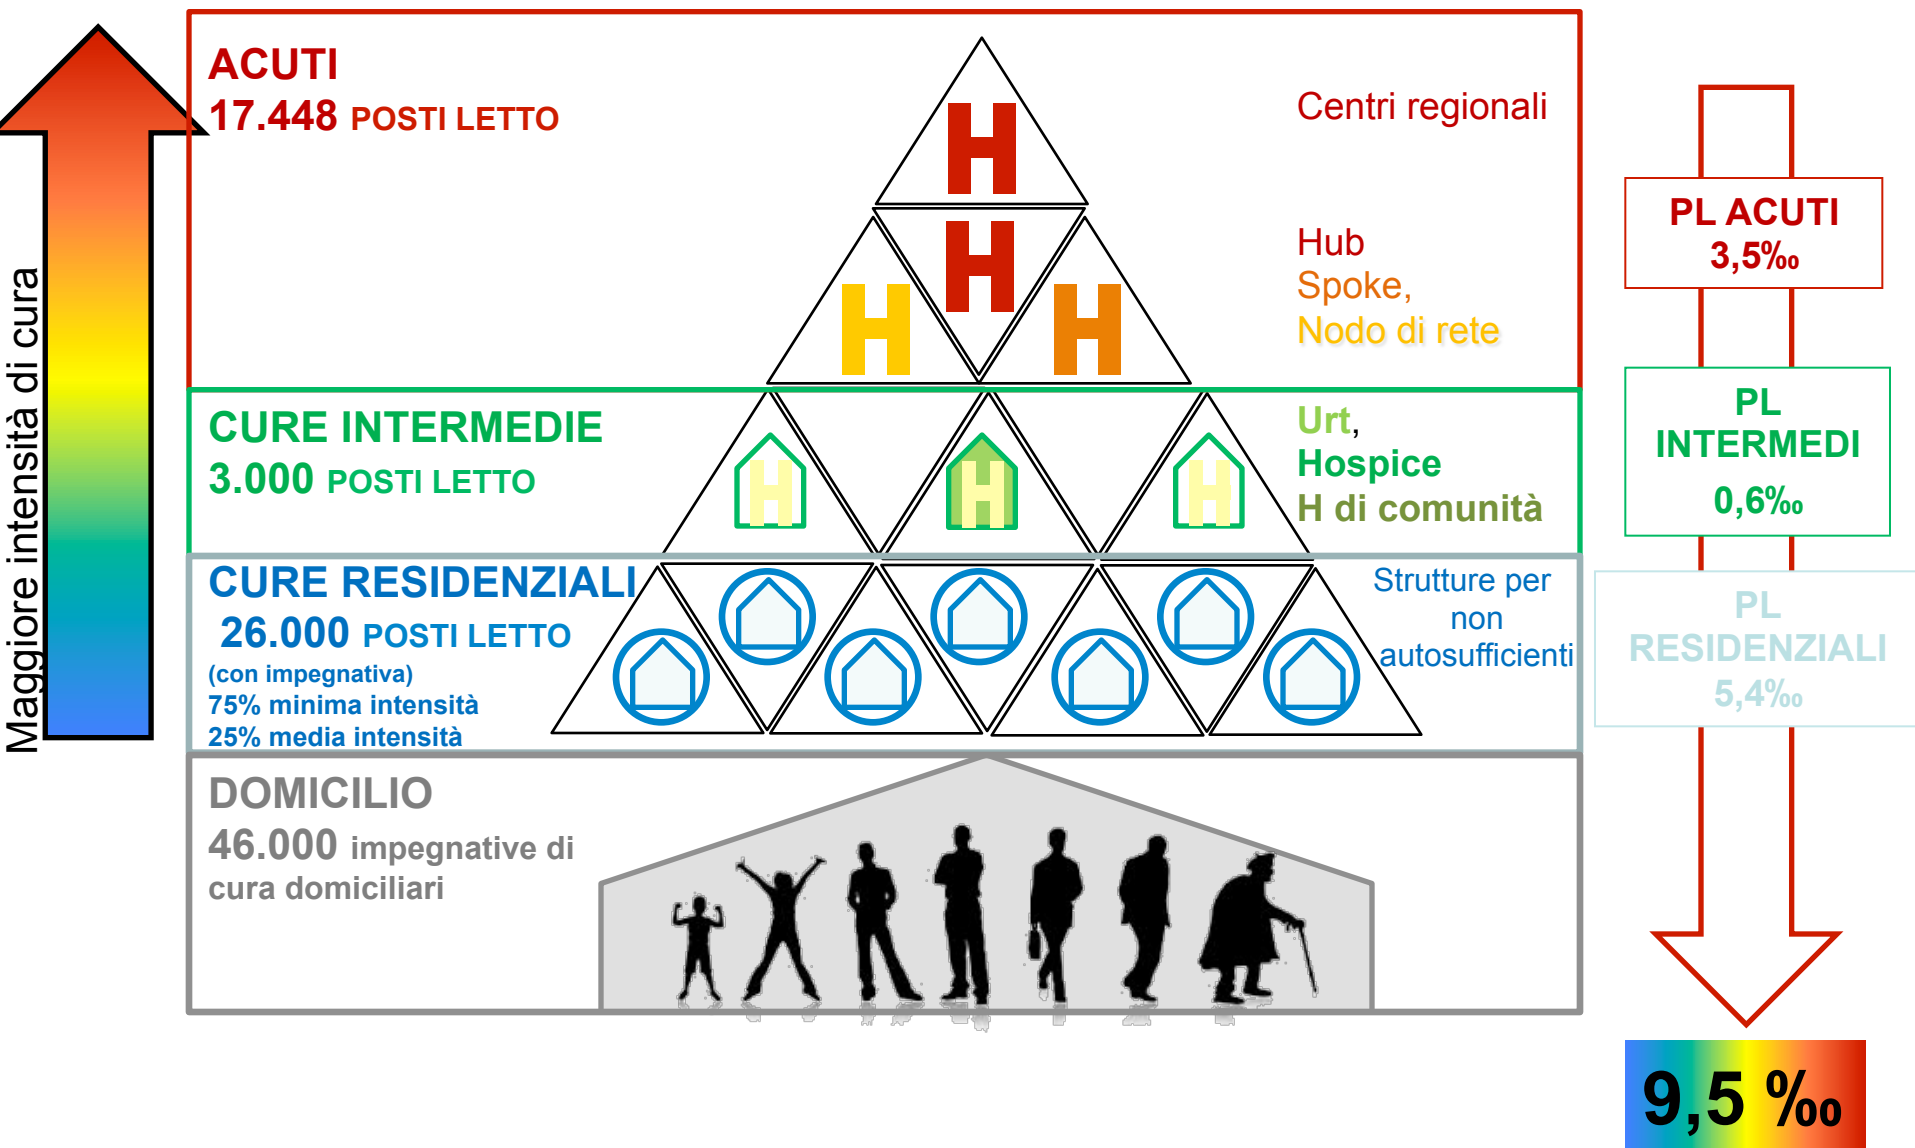 Maggiore intensità di cura
ACUTI
17.448 POSTI LETTO
H
H
H
H
Centri regionali
Hub
Spoke,
Nodo di rete
CURE INTERMEDIE
3.000 POSTI LETTO
H
H
H
Urt,
Hospice
H di comunità
CURE RESIDENZIALI
26.000 POSTI LETTO
(con impegnativa)
75% minima intensità
25% media intensità
Strutture per
non
autosufficienti
DOMICILIO
46.000 impegnative di
cura domiciliari
PL ACUTI
3,5‰
PL
INTERMEDI
0,6‰
PL
RESIDENZIALI
5,4‰
9,5 ‰